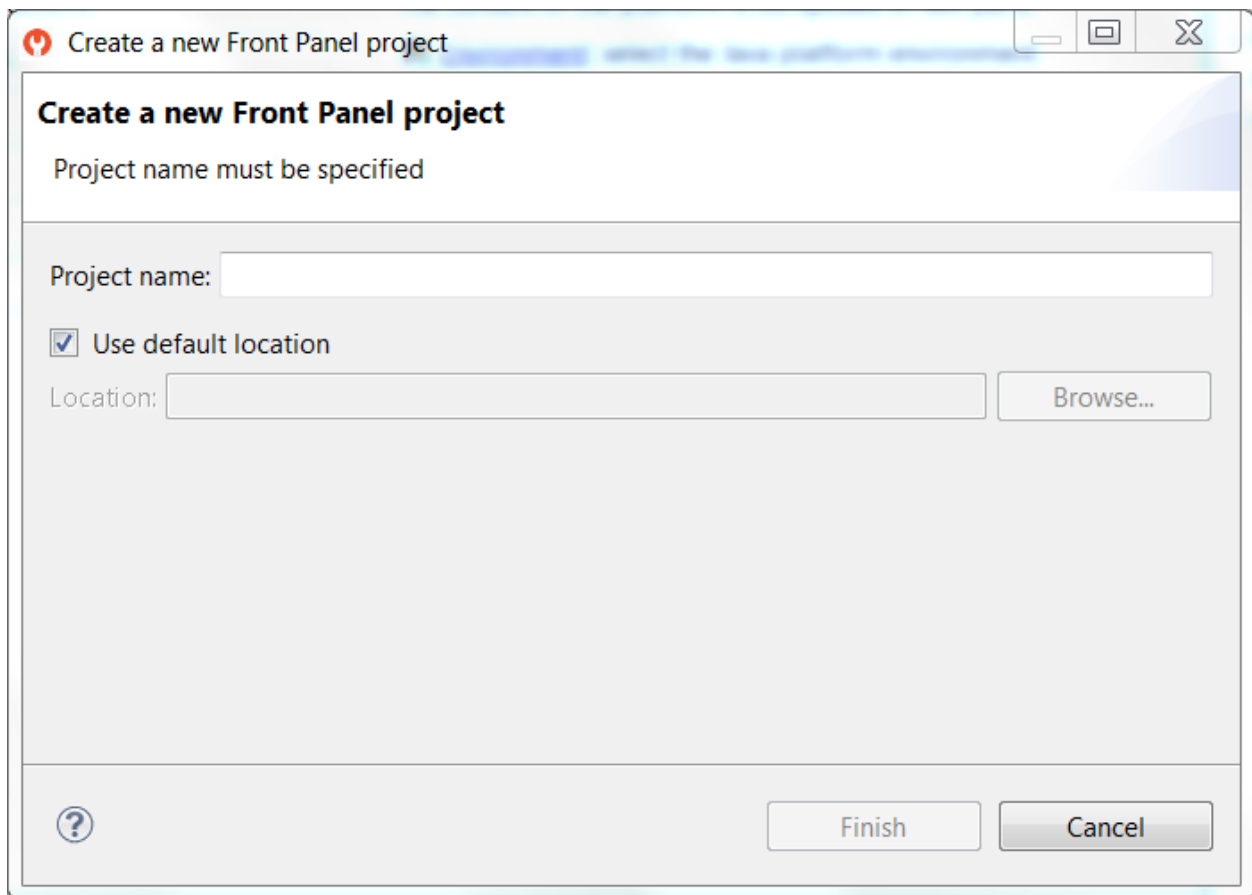 Create a new Front Panel project
Create a new Front Panel project
Project name must be specified
Project name:
Use default location
Location:
Browse...
?
Finish
Cancel